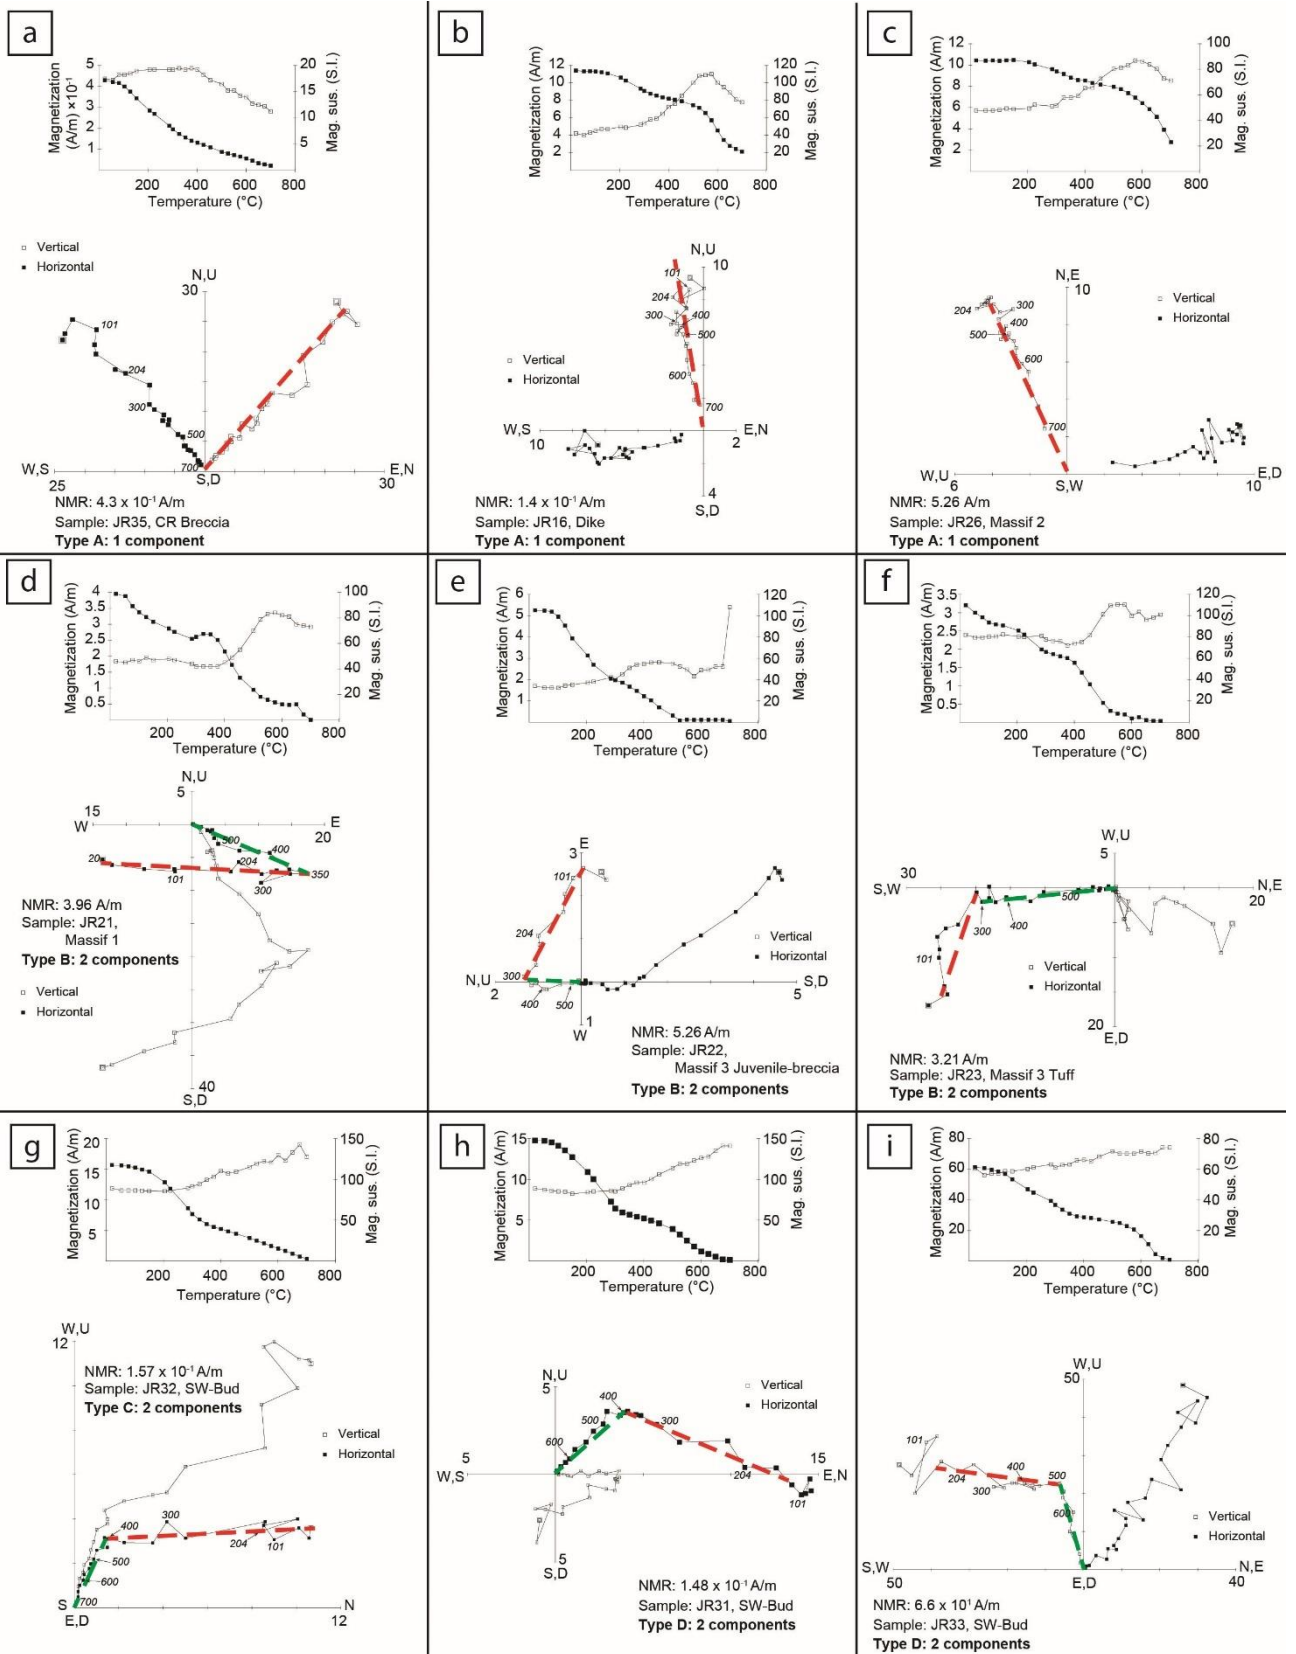 a
b
c
Magnetization (A/m) ×10⁻¹
5
4
3
2
1
20
15
10
5
Mag. sus. (S.I.)
200 400 600 800
Temperature (°C)
Magnetization (A/m)
12
10
8
6
4
2
120
100
80
60
40
20
Mag. sus. (S.I.)
200 400 600 800
Temperature (°C)
Magnetization (A/m)
12
10
8
6
4
2
100
80
60
40
20
Mag. sus. (S.I.)
200 400 600 800
Temperature (°C)
Vertical
Horizontal
N,U
30
101
204
300
500
700
W,S
S,D
E,N
25
30
NMR: 4.3 x 10⁻¹ A/m
Sample: JR35, CR Breccia
Type A: 1 component
N,U
10
101
204
300
400
500
600
700
Vertical
Horizontal
W,S
10
E,N
2
4
S,D
NMR: 1.4 x 10⁻¹ A/m
Sample: JR16, Dike
Type A: 1 component
N,E
10
204
300
400
500
600
700
Vertical
Horizontal
W,U
6
S,W
E,D
10
NMR: 5.26 A/m
Sample: JR26, Massif 2
Type A: 1 component
d
e
f
Magnetization (A/m)
4
3.5
3
2.5
2
1.5
1
0.5
100
80
60
40
20
Mag. sus. (S.I.)
200 400 600 800
Temperature (°C)
Magnetization (A/m)
6
5
4
3
2
1
120
100
80
60
40
20
Mag. sus. (S.I.)
200 400 600 800
Temperature (°C)
Magnetization (A/m)
3.5
3
2.5
2
1.5
1
0.5
120
100
80
60
40
20
Mag. sus. (S.I.)
200 400 600 800
Temperature (°C)
N,U
5
15
W
E
20
500
400
20
204
350
101
300
NMR: 3.96 A/m
Sample: JR21,
Massif 1
Type B: 2 components
Vertical
Horizontal
40
S,D
E
3
101
204
300
400
500
Vertical
Horizontal
N,U
2
S,D
5
1
W
NMR: 5.26 A/m
Sample: JR22,
Massif 3 Juvenile-breccia
Type B: 2 components
W,U
5
30
S,W
N,E
20
500
300
400
101
Vertical
Horizontal
20
E,D
NMR: 3.21 A/m
Sample: JR23, Massif 3 Tuff
Type B: 2 components
g
h
i
Magnetization (A/m)
20
15
10
5
150
100
50
Mag. sus. (S.I.)
200 400 600 800
Temperature (°C)
Magnetization (A/m)
15
10
5
150
100
50
Mag. sus. (S.I.)
200 400 600 800
Temperature (°C)
Magnetization (A/m)
80
60
40
20
80
60
40
20
Mag. sus. (S.I.)
200 400 600 800
Temperature (°C)
W,U
12
NMR: 1.57 x 10⁻¹ A/m
Sample: JR32, SW-Bud
Type C: 2 components
Vertical
Horizontal
400
300
204
101
500
600
700
S
E,D
N
12
N,U
5
400
500
300
600
204
101
5
W,S
15
E,N
Vertical
Horizontal
5
S,D
NMR: 1.48 x 10⁻¹ A/m
Sample: JR31, SW-Bud
Type D: 2 components
W,U
50
101
204
300
400
500
600
Vertical
Horizontal
S,W
50
E,D
N,E
40
NMR: 6.6 x 10¹ A/m
Sample: JR33, SW-Bud
Type D: 2 components